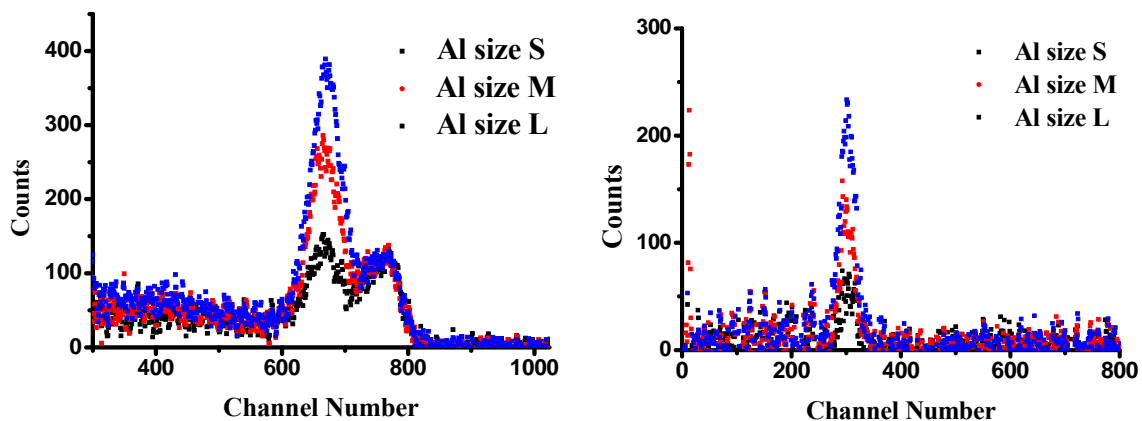 400
300
200
100
0
Counts
Al size S
Al size M
Al size L
400 600 800 1000
Channel Number
300
200
100
0
Counts
Al size S
Al size M
Al size L
0 200 400 600 800
Channel Number